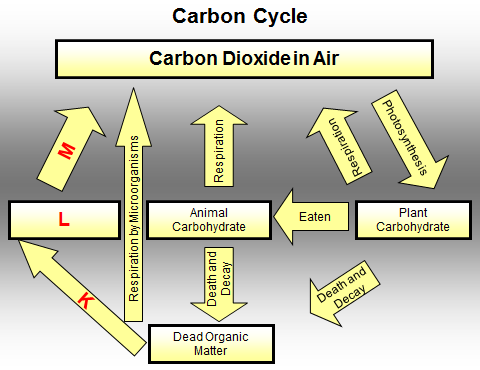 Carbon Cycle
Carbon Dioxide in Air
M
Respiration by Microorganisms
Respiration
Respiration
Photosynthesis
L
Animal
Carbohydrate
Eaten
Plant
Carbohydrate
K
Death and
Decay
Death and
Decay
Dead Organic
Matter